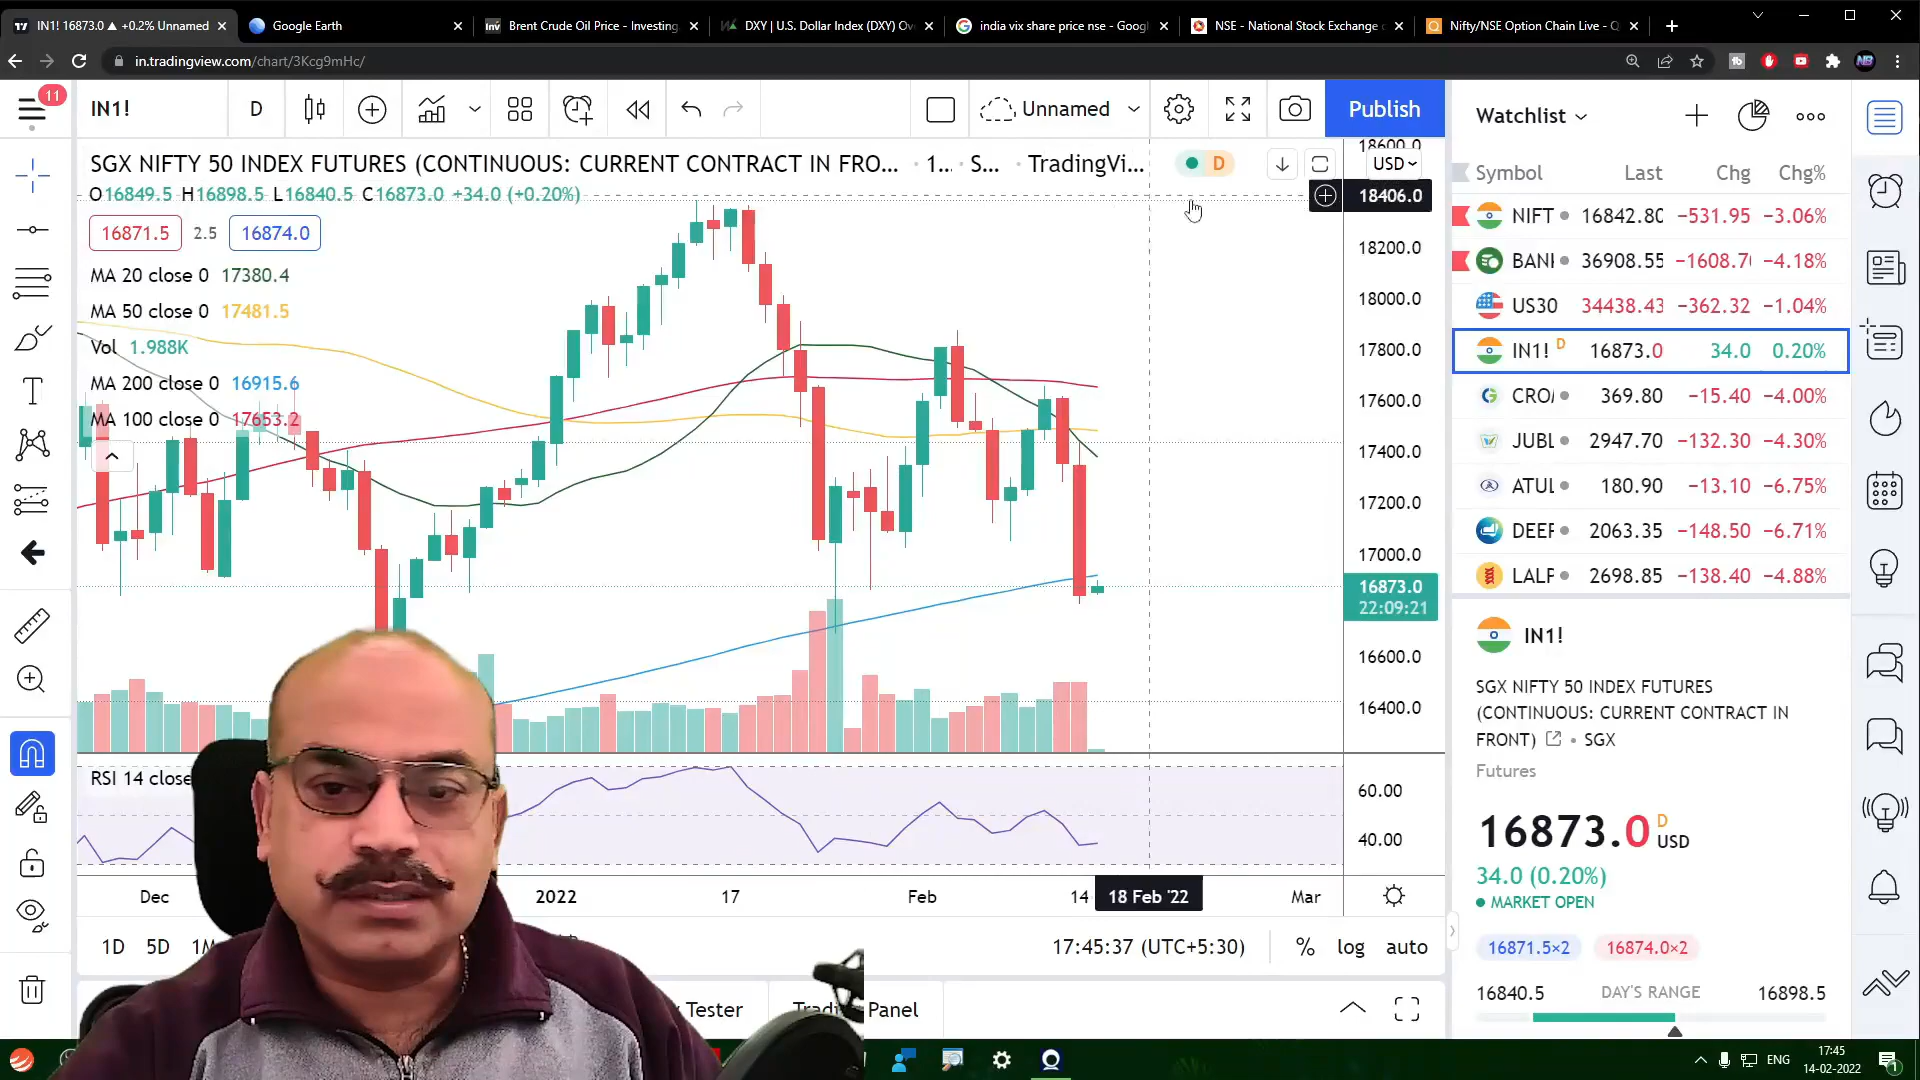 IN1! 16873.0 ▲ +0.2% Unnamed
Google Earth
Brent Crude Oil Price - Investing.
DXY | U.S. Dollar Index (DXY) Ov
india vix share price nse - Googl
NSE - National Stock Exchange
Nifty/NSE Option Chain Live - Q
in.tradingview.com/chart/3Kcg9mHc/
11
IN1!
D
Unnamed
Publish
SGX NIFTY 50 INDEX FUTURES (CONTINUOUS: CURRENT CONTRACT IN FRO... · 1... · S... · TradingVi...
D
USD
O16849.5 H16898.5 L16840.5 C16873.0 +34.0 (+0.20%)
16871.5 2.5 16874.0
MA 20 close 0 17380.4
MA 50 close 0 17481.5
Vol 1.988K
MA 200 close 0 16915.6
MA 100 close 0 17653.2
18600.0
18406.0
18200.0
18000.0
17800.0
17600.0
17400.0
17200.0
17000.0
16873.0
22:09:21
16600.0
16400.0
RSI 14 close
60.00
40.00
Dec 2022 17 Feb 14 18 Feb '22 Mar
1D 5D 1M
17:45:37 (UTC+5:30) % log auto
Tester
Panel
Watchlist
Symbol Last Chg Chg%
NIFT 16842.80 −531.95 −3.06%
BANI 36908.55 −1608.7 −4.18%
US30 34438.43 −362.32 −1.04%
IN1! D 16873.0 34.0 0.20%
CRO 369.80 −15.40 −4.00%
JUBL 2947.70 −132.30 −4.30%
ATUL 180.90 −13.10 −6.75%
DEEF 2063.35 −148.50 −6.71%
LALF 2698.85 −138.40 −4.88%
IN1!
SGX NIFTY 50 INDEX FUTURES
(CONTINUOUS: CURRENT CONTRACT IN
FRONT) • SGX
Futures
16873.0 D USD
34.0 (0.20%)
MARKET OPEN
16871.5×2 16874.0×2
16840.5 DAY'S RANGE 16898.5
ENG
17:45
14-02-2022
1